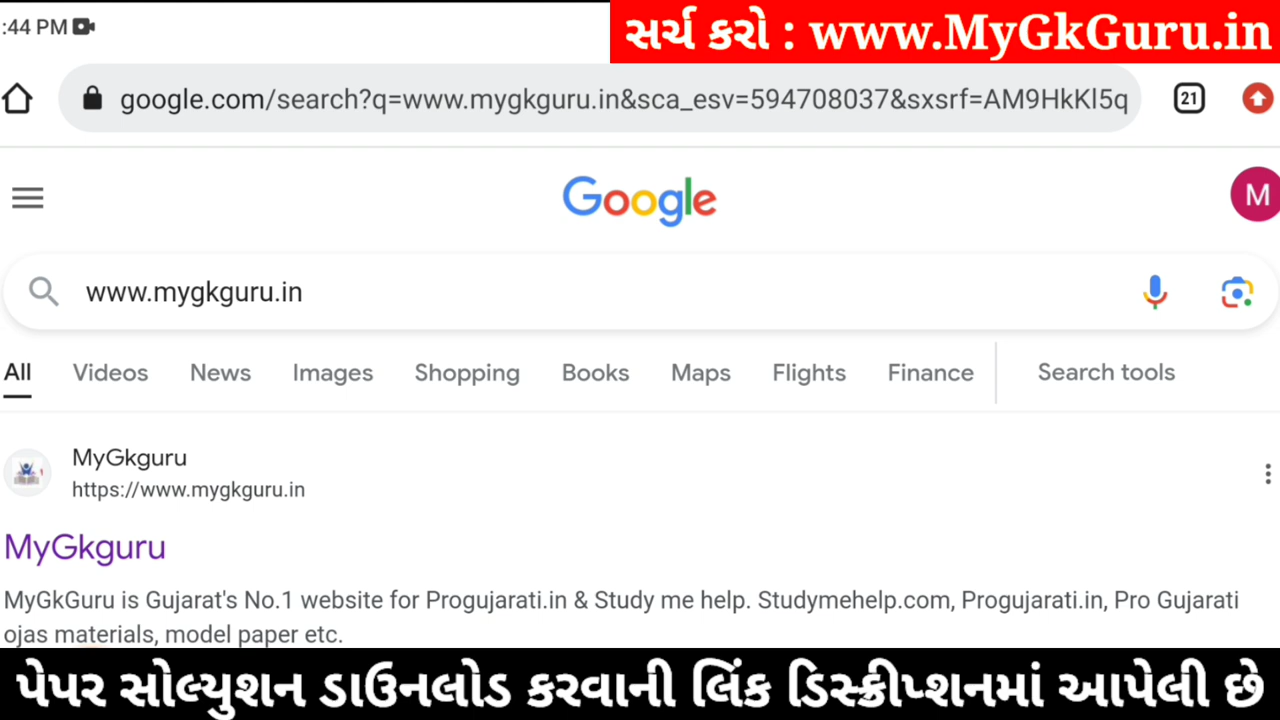 :44 PM
સર્ચ કરો : www.MyGkGuru.in
google.com/search?q=www.mygkguru.in&sca_esv=594708037&sxsrf=AM9HkKl5q
21
Google
M
www.mygkguru.in
All Videos News Images Shopping Books Maps Flights Finance Search tools
MyGkguru
https://www.mygkguru.in
MyGkguru
MyGkGuru is Gujarat's No.1 website for Progujarati.in & Study me help. Studymehelp.com, Progujarati.in, Pro Gujarati
ojas materials, model paper etc.
પેપર સોલ્યુશન ડાઉનલોડ કરવાની લિંક ડિસ્ક્રીપ્શનમાં આપેલી છે